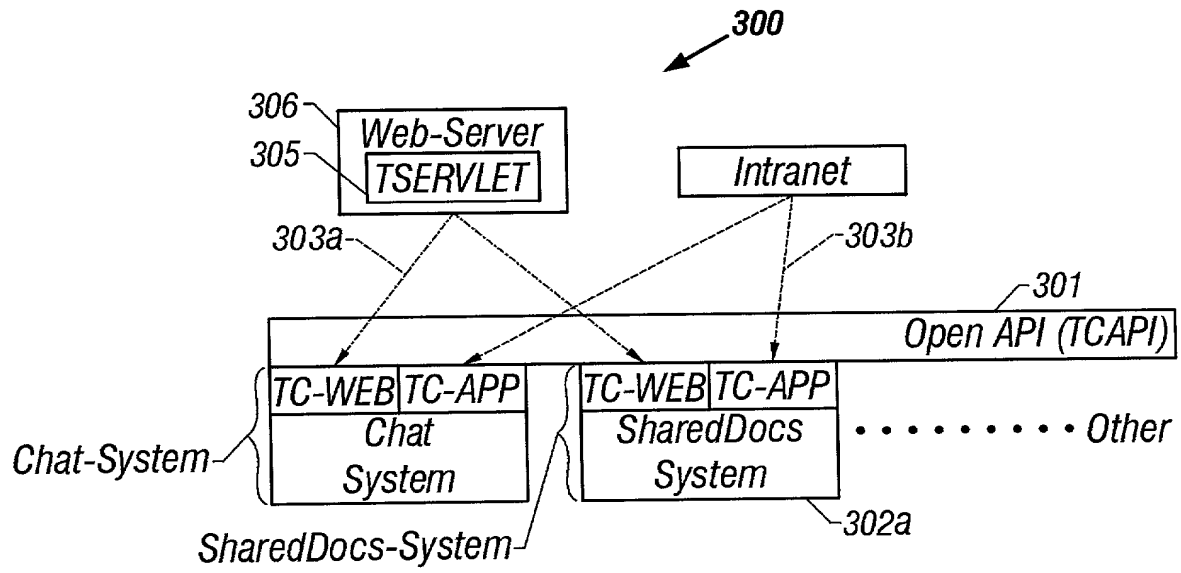 300
306
Web-Server
305
TSERVLET
Intranet
303a
303b
301
Open API (TCAPI)
TC-WEB TC-APP TC-WEB TC-APP
Chat SharedDocs Other
Chat-System System System
302a
SharedDocs-System